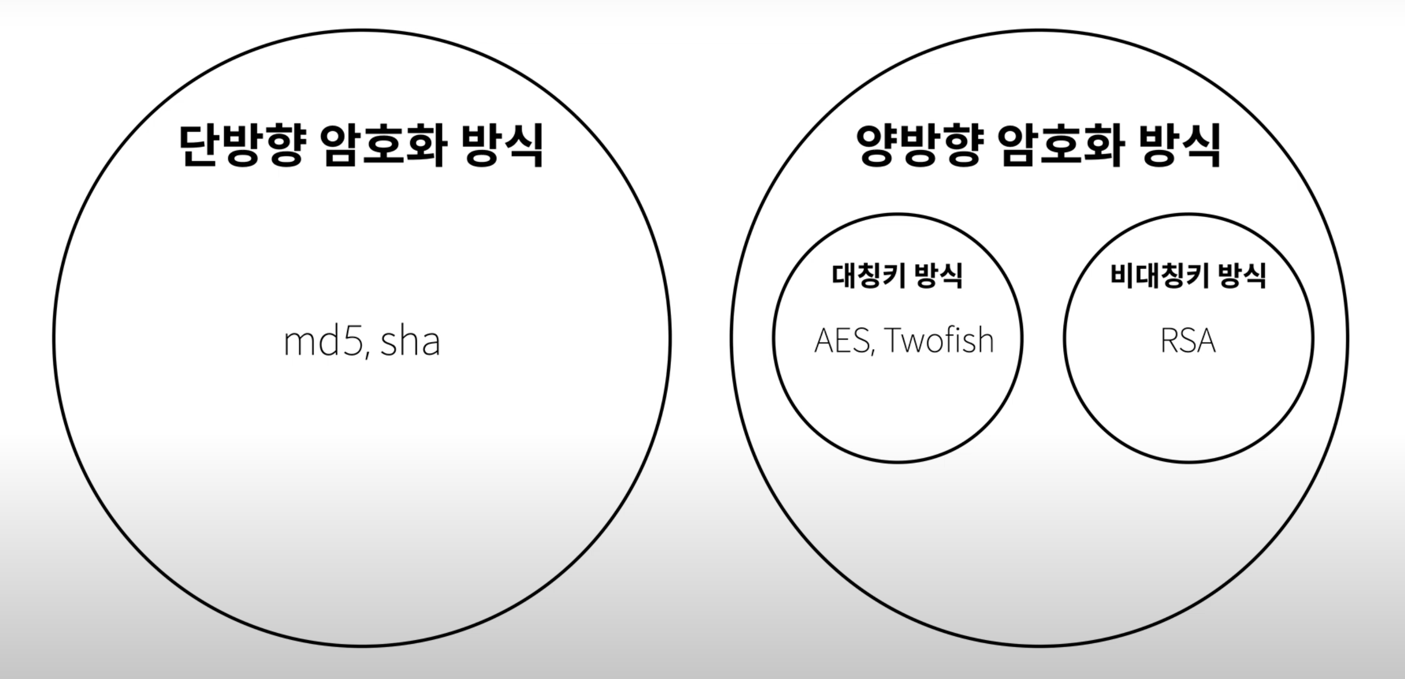 단방향 암호화 방식
md5, sha
양방향 암호화 방식
대칭키 방식
AES, Twofish
비대칭키 방식
RSA